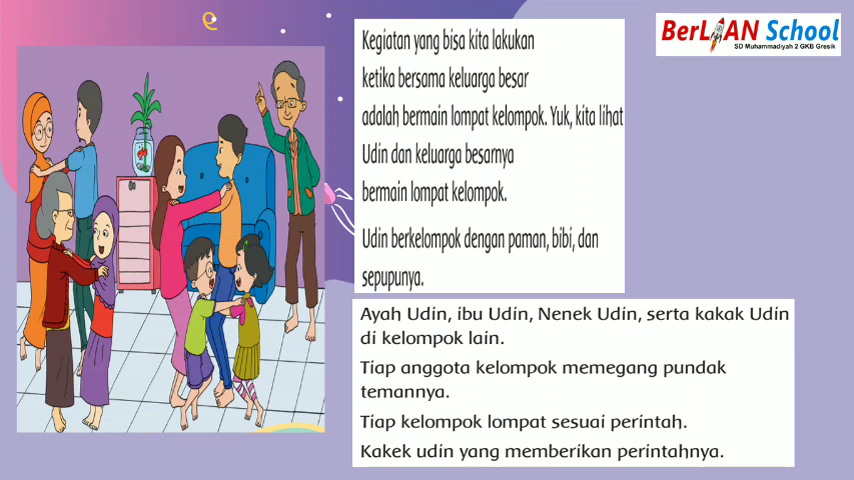 BerLIAN School
SD Muhammadiyah 2 GKB Gresik
Kegiatan yang bisa kita lakukan
ketika bersama keluarga besar
adalah bermain lompat kelompok. Yuk, kita lihat
Udin dan keluarga besarnya
bermain lompat kelompok.
Udin berkelompok dengan paman, bibi, dan
sepupunya.
Ayah Udin, ibu Udin, Nenek Udin, serta kakak Udin
di kelompok lain.
Tiap anggota kelompok memegang pundak
temannya.
Tiap kelompok lompat sesuai perintah.
Kakek udin yang memberikan perintahnya.